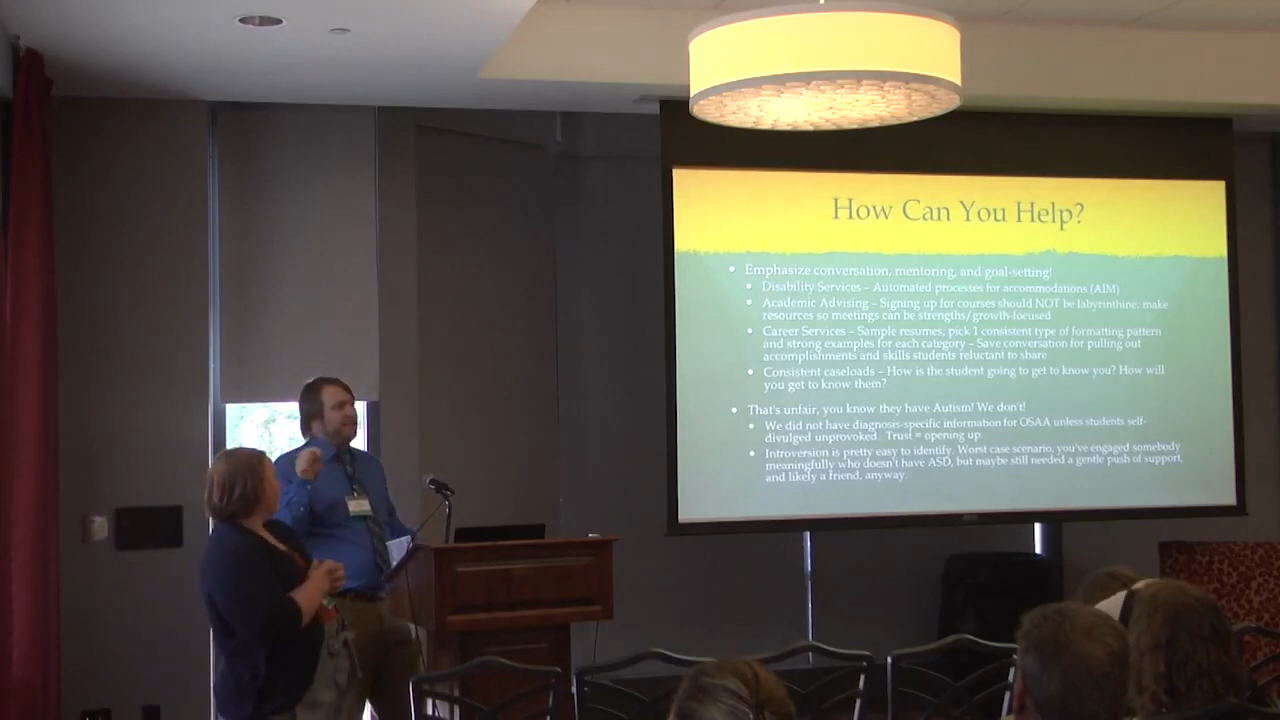 How Can You Help?
• Emphasize conversation, mentoring, and goal-setting!
• Disability Services – Automated processes for accommodations (AIM)
• Academic Advising – Signing up for courses should NOT be labyrinthine, make
resources so meetings can be strengths/growth-focused
• Career Services – Sample resumes, pick 1 consistent type of formatting pattern
and strong examples for each category – Save conversation for pulling out
accomplishments and skills students reluctant to share
• Consistent caseloads – How is the student going to get to know you? How will
you get to know them?
• That's unfair, you know they have Autism! We don't!
• We did not have diagnosis-specific information for OSAA unless students self-
divulged unprovoked. Trust = opening up.
• Introversion is pretty easy to identify. Worst case scenario, you've engaged somebody
meaningfully who doesn't have ASD, but maybe still needed a gentle push of support,
and likely a friend, anyway.